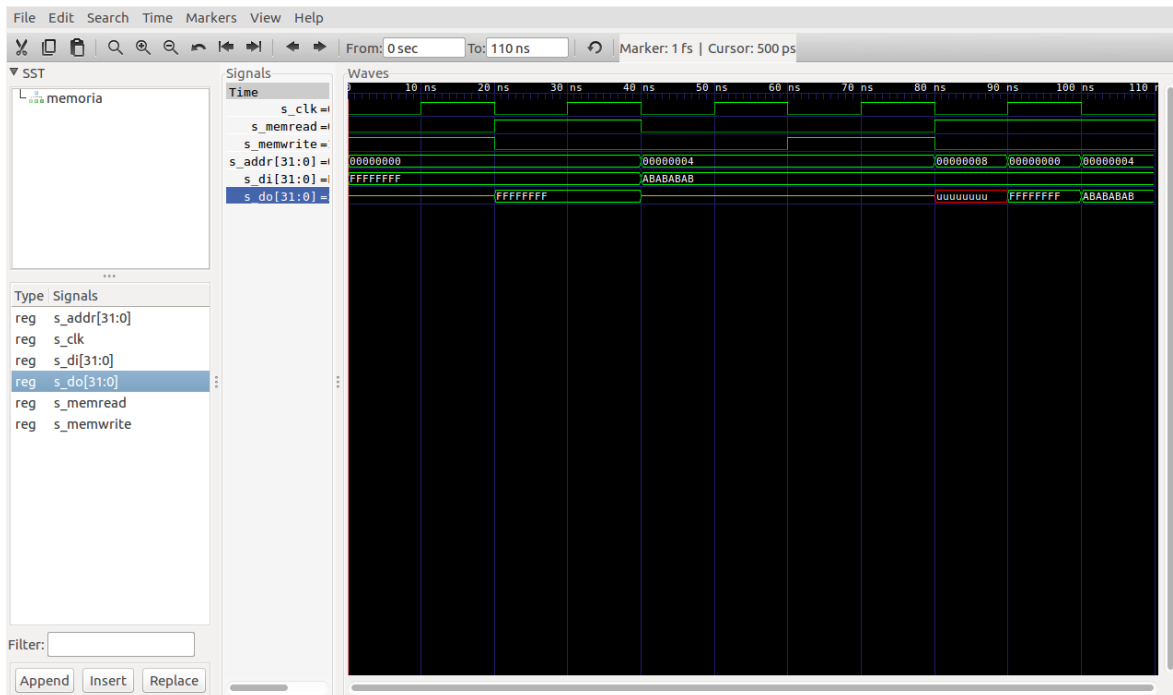 File Edit Search Time Markers View Help
From: 0 sec To: 110 ns Marker: 1 fs | Cursor: 500 ps
SST
memoria
Type Signals
reg s_addr[31:0]
reg s_clk
reg s_di[31:0]
reg s_do[31:0]
reg s_memread
reg s_memwrite
Filter:
Append Insert Replace
Signals
Time
s_clk =
s_memread =
s_memwrite =
s_addr[31:0] =
s_di[31:0] =
s_do[31:0] =
Waves
0 10 ns 20 ns 30 ns 40 ns 50 ns 60 ns 70 ns 80 ns 90 ns 100 ns 110
00000000 00000004 00000008 00000000 00000004
FFFFFFFF ABABABAB
FFFFFFFF uuuuuuuu FFFFFFFF ABABABAB